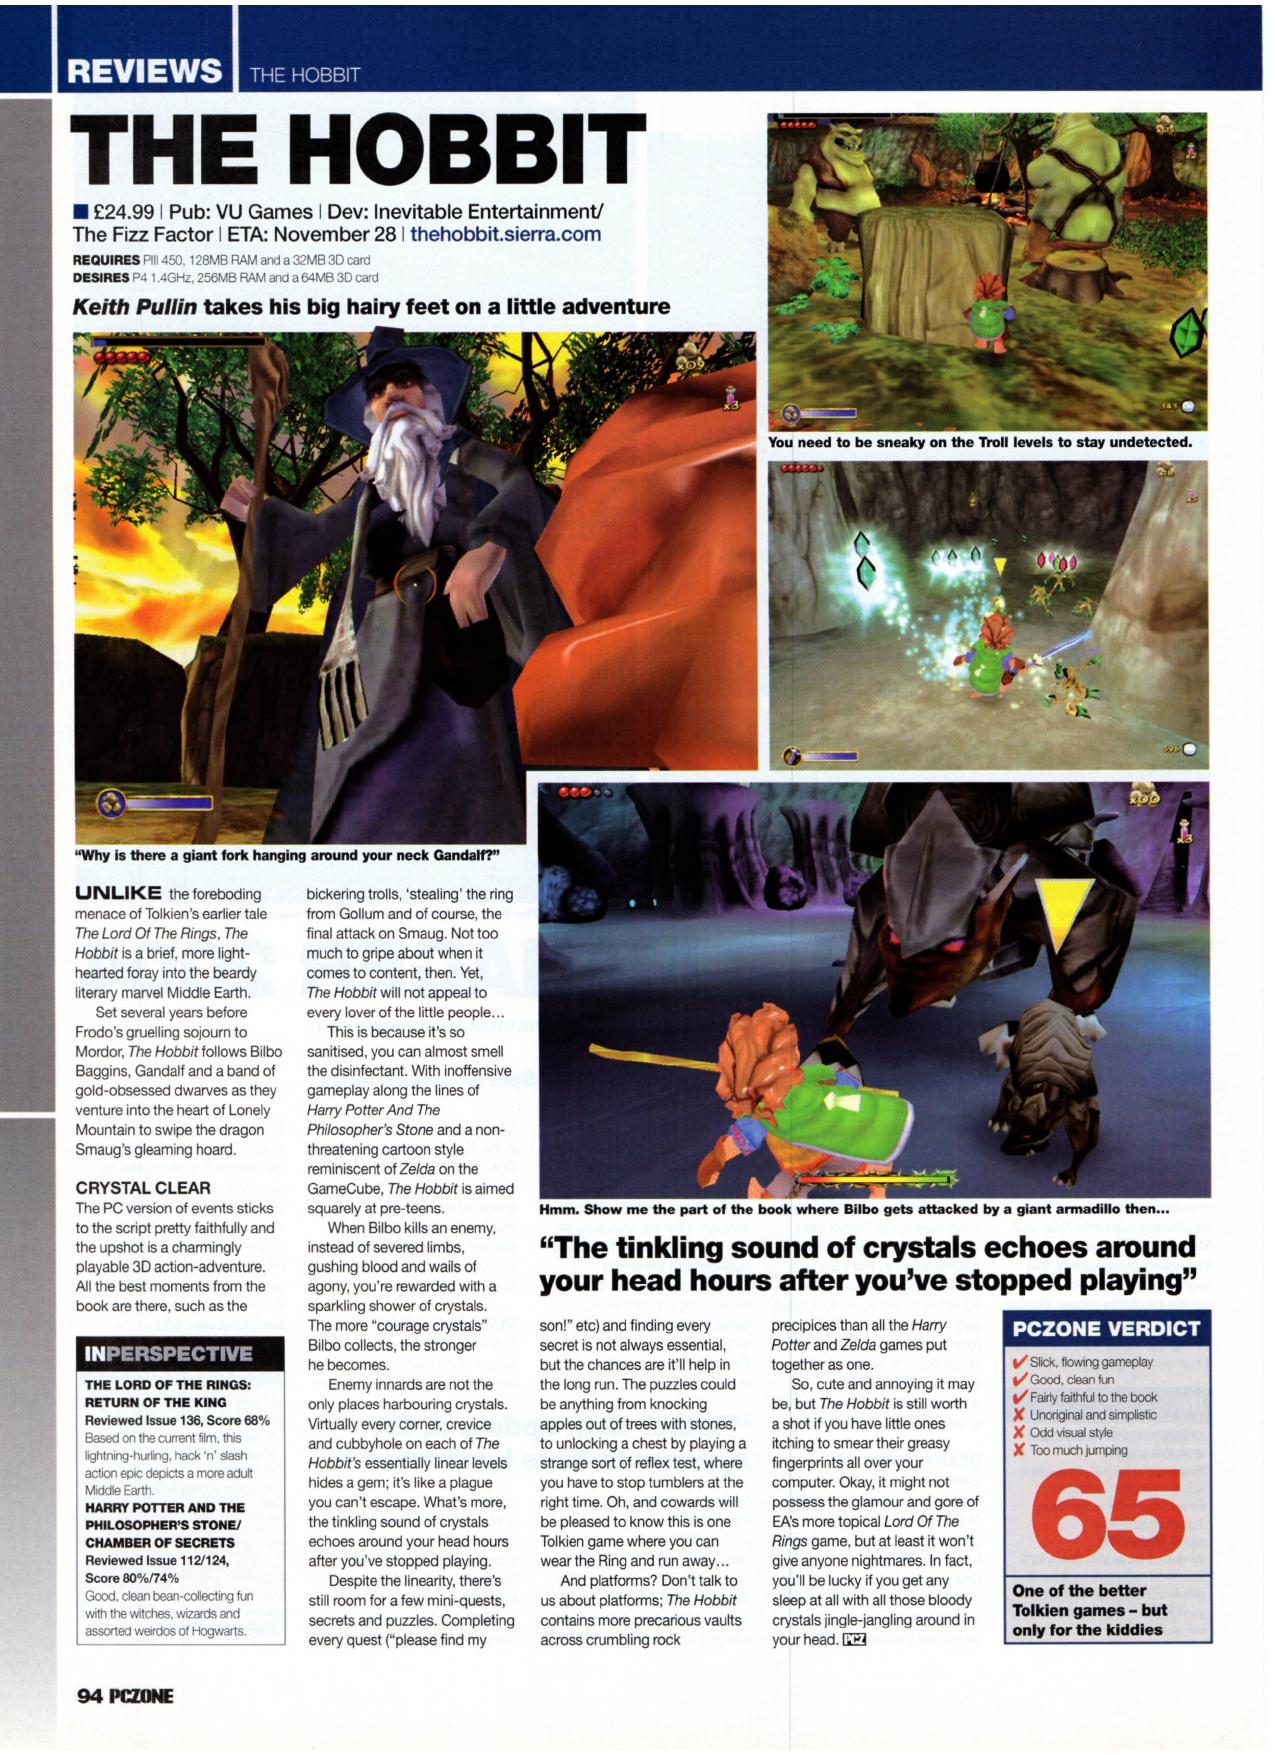 REVIEWS
THE HOBBIT
THE HOBBIT
£24.99 | Pub: VU Games | Dev: Inevitable Entertainment/
The Fizz Factor | ETA: November 28 | thehobbit.sierra.com
REQUIRES PIII 450, 128MB RAM and a 32MB 3D card
DESIRES P4 1.4GHz, 256MB RAM and a 64MB 3D card
Keith Pullin takes his big hairy feet on a little adventure
x09
x3
343
You need to be sneaky on the Troll levels to stay undetected.
x18
x5
596
"Why is there a giant fork hanging around your neck Gandalf?"
x00
x3
Hmm. Show me the part of the book where Bilbo gets attacked by a giant armadillo then...
UNLIKE the foreboding
menace of Tolkien's earlier tale
The Lord Of The Rings, The
Hobbit is a brief, more light-
hearted foray into the beardy
literary marvel Middle Earth.
Set several years before
Frodo's gruelling sojourn to
Mordor, The Hobbit follows Bilbo
Baggins, Gandalf and a band of
gold-obsessed dwarves as they
venture into the heart of Lonely
Mountain to swipe the dragon
Smaug's gleaming hoard.
CRYSTAL CLEAR
The PC version of events sticks
to the script pretty faithfully and
the upshot is a charmingly
playable 3D action-adventure.
All the best moments from the
book are there, such as the
bickering trolls, 'stealing' the ring
from Gollum and of course, the
final attack on Smaug. Not too
much to gripe about when it
comes to content, then. Yet,
The Hobbit will not appeal to
every lover of the little people...
This is because it's so
sanitised, you can almost smell
the disinfectant. With inoffensive
gameplay along the lines of
Harry Potter And The
Philosopher's Stone and a non-
threatening cartoon style
reminiscent of Zelda on the
GameCube, The Hobbit is aimed
squarely at pre-teens.
When Bilbo kills an enemy,
instead of severed limbs,
gushing blood and wails of
agony, you're rewarded with a
sparkling shower of crystals.
The more "courage crystals"
Bilbo collects, the stronger
he becomes.
Enemy innards are not the
only places harbouring crystals.
Virtually every corner, crevice
and cubbyhole on each of The
Hobbit's essentially linear levels
hides a gem; it's like a plague
you can't escape. What's more,
the tinkling sound of crystals
echoes around your head hours
after you've stopped playing.
Despite the linearity, there's
still room for a few mini-quests,
secrets and puzzles. Completing
every quest ("please find my
"The tinkling sound of crystals echoes around
your head hours after you've stopped playing"
son!" etc) and finding every
secret is not always essential,
but the chances are it'll help in
the long run. The puzzles could
be anything from knocking
apples out of trees with stones,
to unlocking a chest by playing a
strange sort of reflex test, where
you have to stop tumblers at the
right time. Oh, and cowards will
be pleased to know this is one
Tolkien game where you can
wear the Ring and run away...
And platforms? Don't talk to
us about platforms; The Hobbit
contains more precarious vaults
across crumbling rock
precipices than all the Harry
Potter and Zelda games put
together as one.
So, cute and annoying it may
be, but The Hobbit is still worth
a shot if you have little ones
itching to smear their greasy
fingerprints all over your
computer. Okay, it might not
possess the glamour and gore of
EA's more topical Lord Of The
Rings game, but at least it won't
give anyone nightmares. In fact,
you'll be lucky if you get any
sleep at all with all those bloody
crystals jingle-jangling around in
your head. PCZ
INPERSPECTIVE
THE LORD OF THE RINGS:
RETURN OF THE KING
Reviewed Issue 136, Score 68%
Based on the current film, this
lightning-hurling, hack 'n' slash
action epic depicts a more adult
Middle Earth.
HARRY POTTER AND THE
PHILOSOPHER'S STONE/
CHAMBER OF SECRETS
Reviewed Issue 112/124,
Score 80%/74%
Good, clean bean-collecting fun
with the witches, wizards and
assorted weirdos of Hogwarts.
PCZONE VERDICT
✔ Slick, flowing gameplay
✔ Good, clean fun
✔ Fairly faithful to the book
✘ Unoriginal and simplistic
✘ Odd visual style
✘ Too much jumping
65
One of the better
Tolkien games – but
only for the kiddies
94 PCZONE